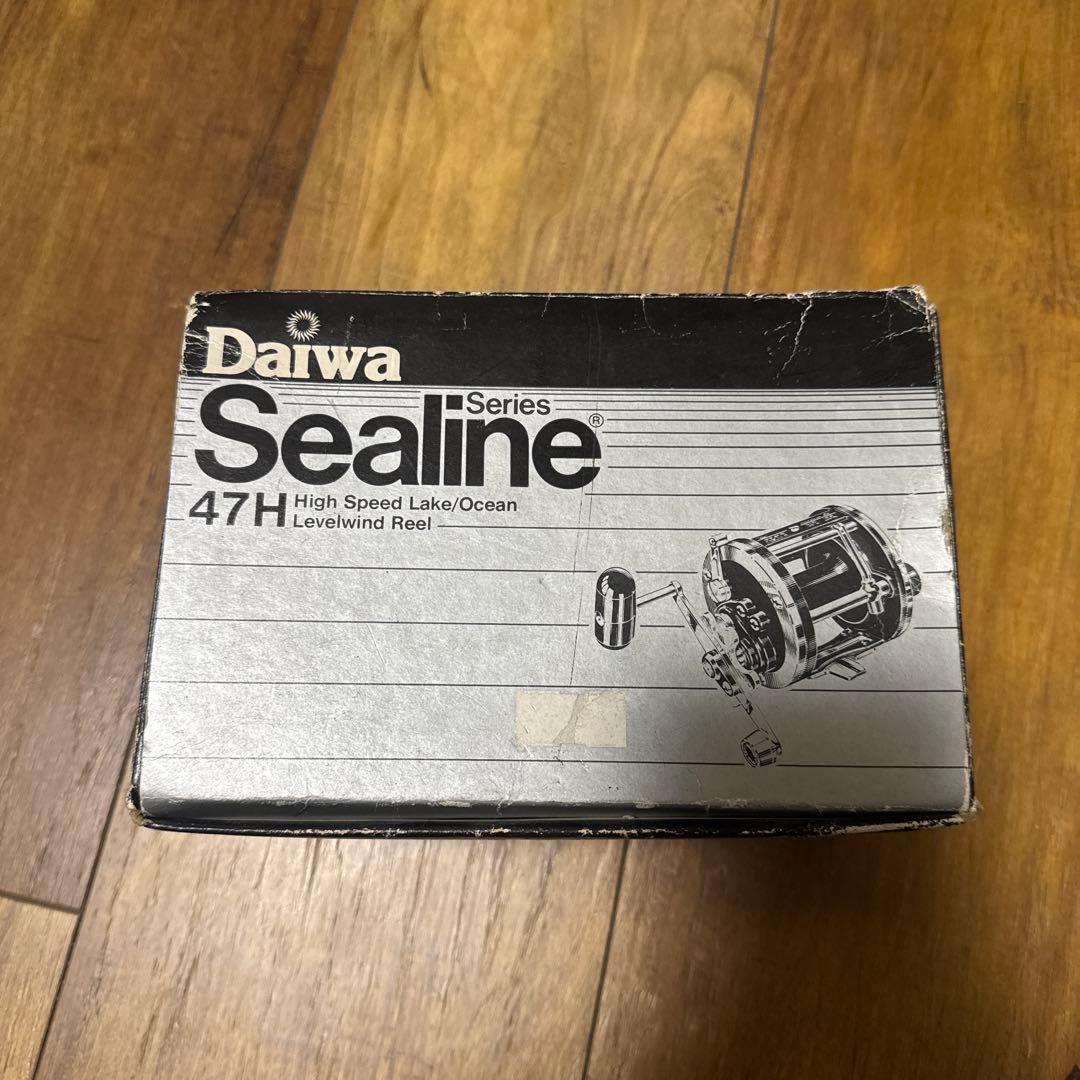 Daiwa
Sealine Series ®
47H High Speed Lake/Ocean
Levelwind Reel